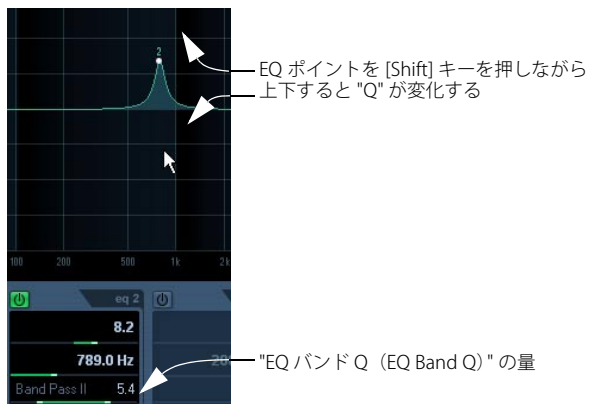 2
EQ ポイントを [Shift] キーを押しながら
上下すると "Q" が変化する
100 200 500 1k 2k
eq 2
8.2
789.0 Hz
Band Pass II 5.4
"EQ バンド Q（EQ Band Q）" の量